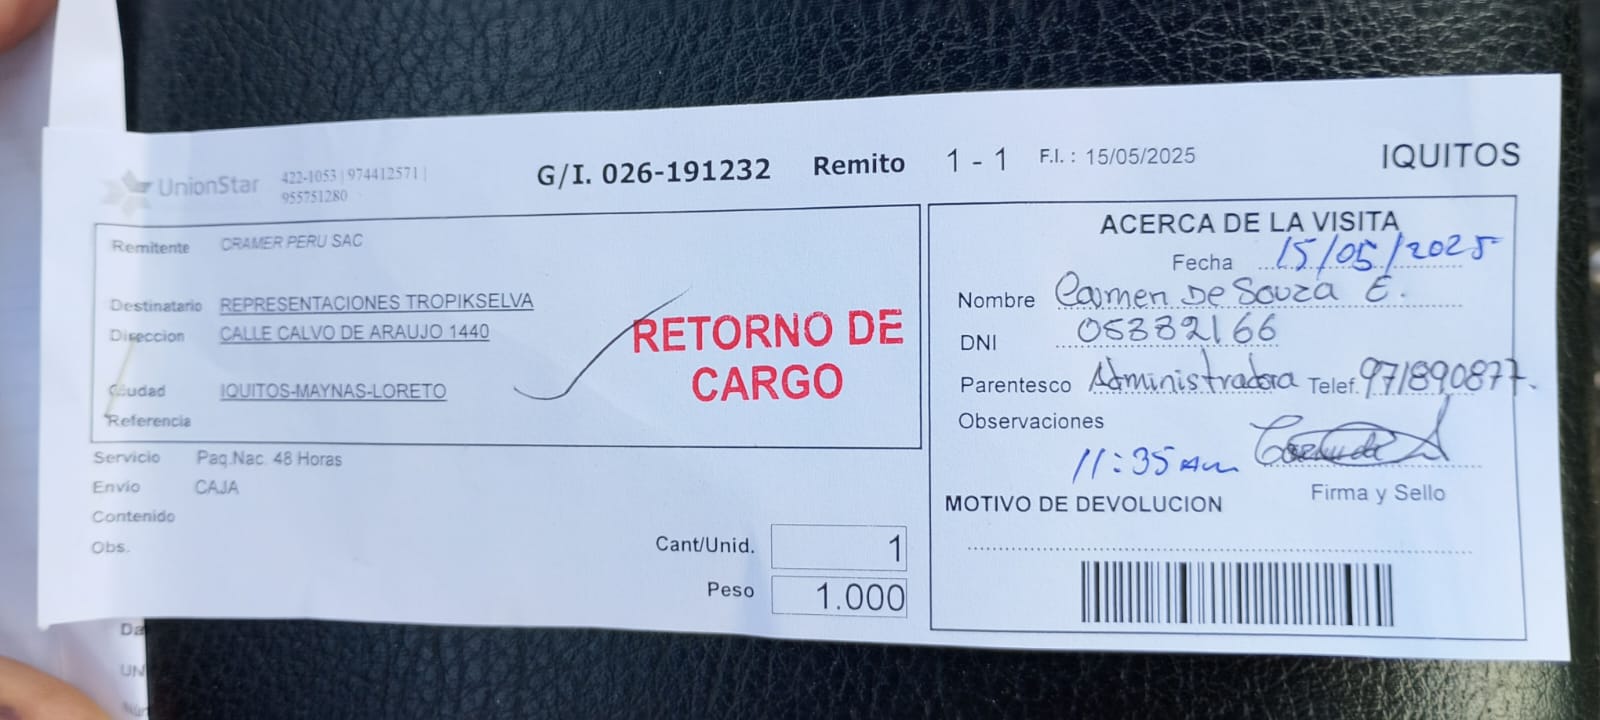 UnionStar
422-1053 | 974412571 |
955751280
G/I. 026-191232 Remito 1 - 1 F.I. : 15/05/2025 IQUITOS
Remitente CRAMER PERU SAC
Destinatario REPRESENTACIONES TROPIKSELVA
Direccion CALLE CALVO DE ARAUJO 1440
Ciudad IQUITOS-MAYNAS-LORETO
Referencia
RETORNO DE
CARGO
Servicio Paq.Nac. 48 Horas
Envio CAJA
Contenido
Obs.
Cant/Unid. 1
Peso 1.000
ACERCA DE LA VISITA
Fecha 15/05/2025
Nombre Carmen De Souza E.
DNI 05382166
Parentesco Administradora Telef. 971890877.
Observaciones
11:35 am
Firma y Sello
MOTIVO DE DEVOLUCION
Da
UN